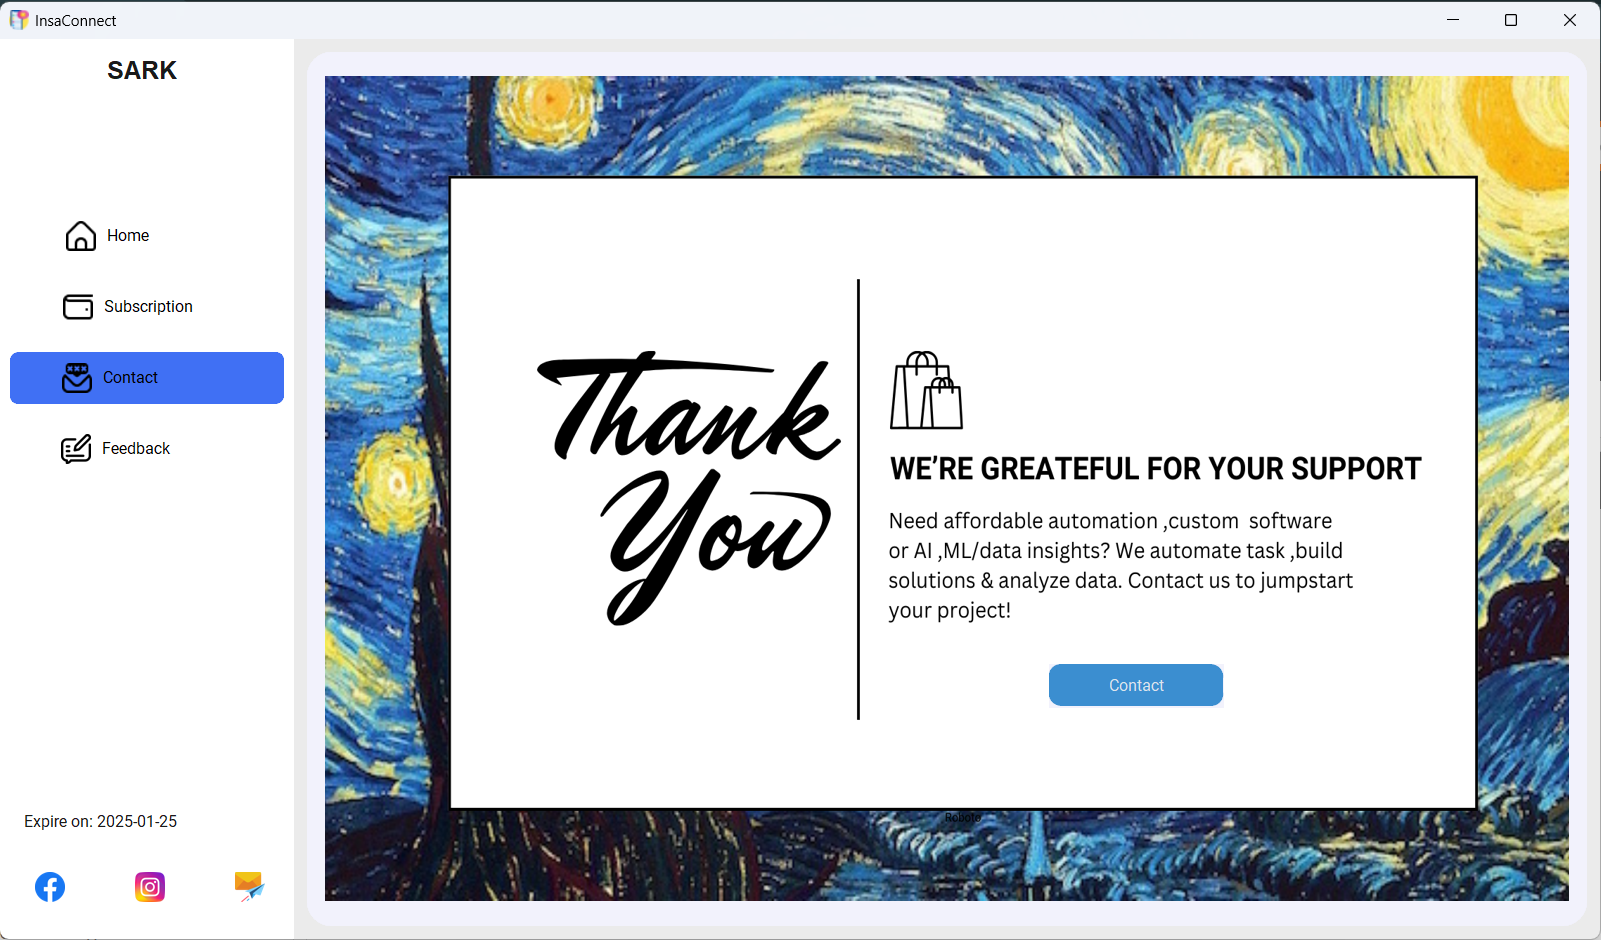 InsaConnect
SARK
Home
Subscription
Contact
Feedback
Expire on: 2025-01-25
Thank
You
WE’RE GREATEFUL FOR YOUR SUPPORT
Need affordable automation ,custom  software
or AI ,ML/data insights? We automate task ,build
solutions & analyze data. Contact us to jumpstart
your project!
Contact
Roboto